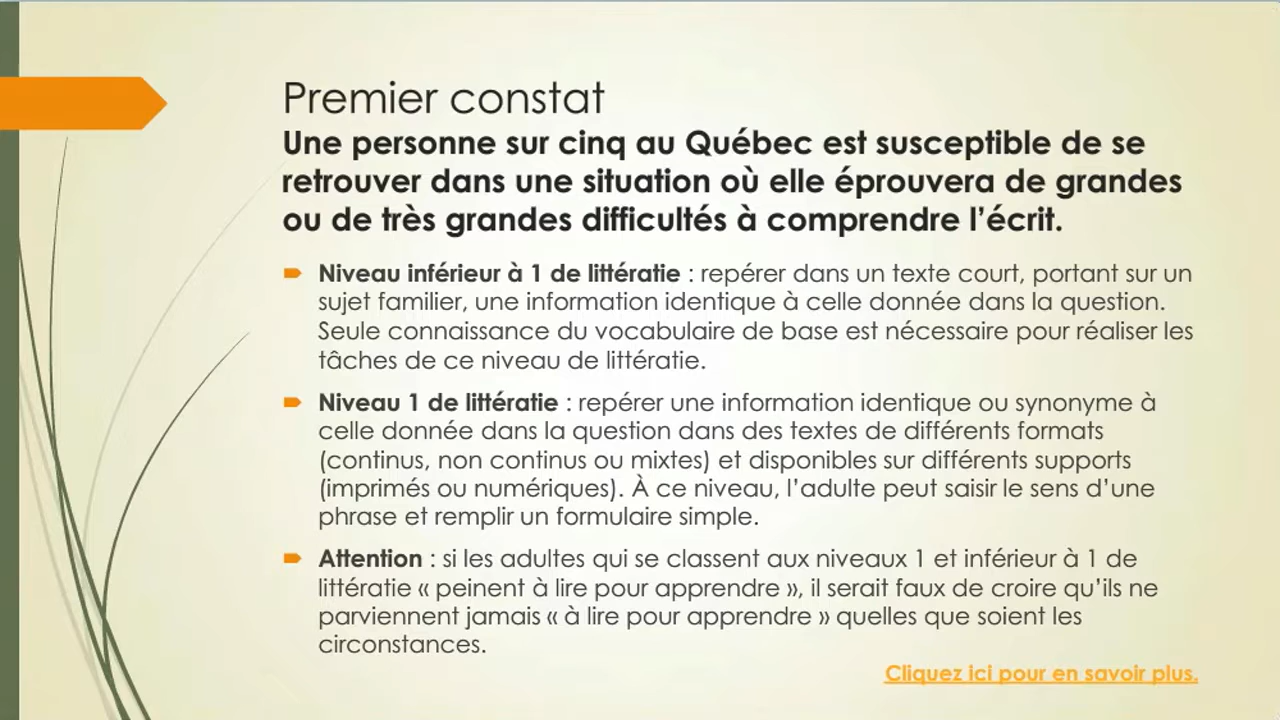 Premier constat
Une personne sur cinq au Québec est susceptible de se
retrouver dans une situation où elle éprouvera de grandes
ou de très grandes difficultés à comprendre l’écrit.
Niveau inférieur à 1 de littératie : repérer dans un texte court, portant sur un
sujet familier, une information identique à celle donnée dans la question.
Seule connaissance du vocabulaire de base est nécessaire pour réaliser les
tâches de ce niveau de littératie.
Niveau 1 de littératie : repérer une information identique ou synonyme à
celle donnée dans la question dans des textes de différents formats
(continus, non continus ou mixtes) et disponibles sur différents supports
(imprimés ou numériques). À ce niveau, l’adulte peut saisir le sens d’une
phrase et remplir un formulaire simple.
Attention : si les adultes qui se classent aux niveaux 1 et inférieur à 1 de
littératie « peinent à lire pour apprendre », il serait faux de croire qu’ils ne
parviennent jamais « à lire pour apprendre » quelles que soient les
circonstances.
Cliquez ici pour en savoir plus.